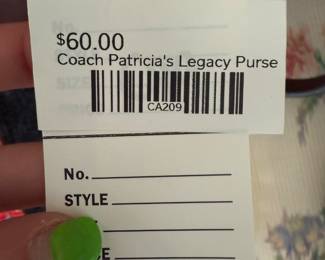 $60.00
Coach Patricia's Legacy Purse
CA209
No.
STYLE